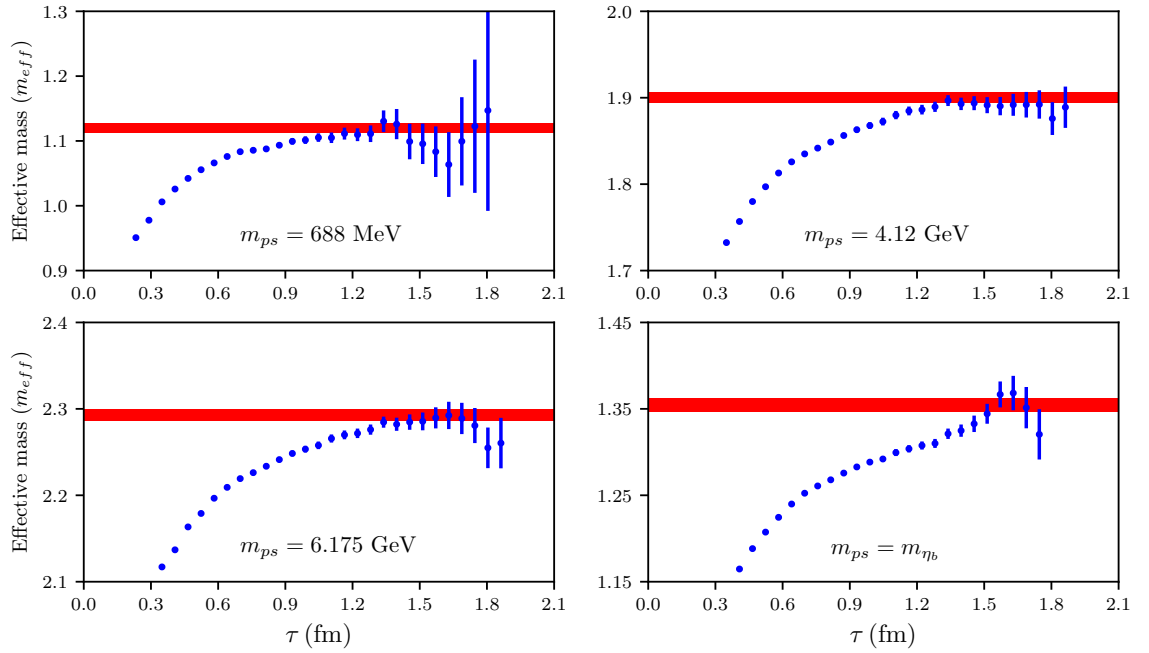 Effective mass (m_eff)
1.3
1.2
1.1
1.0
0.9
m_ps = 688 MeV
0.0 0.3 0.6 0.9 1.2 1.5 1.8 2.1
2.0
1.9
1.8
1.7
m_ps = 4.12 GeV
0.0 0.3 0.6 0.9 1.2 1.5 1.8 2.1
Effective mass (m_eff)
2.4
2.3
2.2
2.1
m_ps = 6.175 GeV
0.0 0.3 0.6 0.9 1.2 1.5 1.8 2.1
τ (fm)
1.45
1.35
1.25
1.15
m_ps = m_η_b
0.0 0.3 0.6 0.9 1.2 1.5 1.8 2.1
τ (fm)